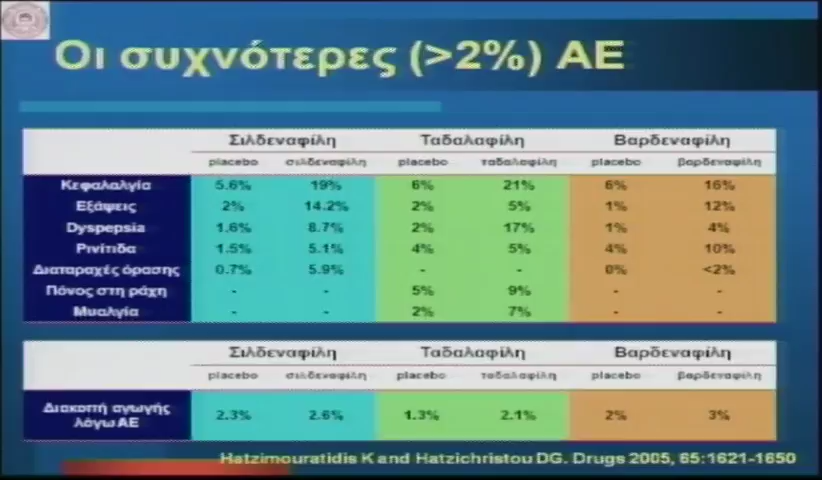 Οι συχνότερες (>2%) ΑΕ
Σιλδεναφίλη Ταδαλαφίλη Βαρδεναφίλη
placebo σιλδεναφίλη placebo ταδαλαφίλη placebo βαρδεναφίλη
Κεφαλαλγία 5.6% 19% 6% 21% 6% 16%
Εξάψεις 2% 14.2% 2% 5% 1% 12%
Dyspepsia 1.6% 8.7% 2% 17% 1% 4%
Ρινίτιδα 1.5% 5.1% 4% 5% 4% 10%
Διαταραχές όρασης 0.7% 5.9% - - 0% <2%
Πόνος στη ράχη - - 5% 9% - -
Μυαλγία - - 2% 7% - -
Σιλδεναφίλη Ταδαλαφίλη Βαρδεναφίλη
placebo σιλδεναφίλη placebo ταδαλαφίλη placebo βαρδεναφίλη
Διακοπή αγωγής
λόγω ΑΕ 2.3% 2.6% 1.3% 2.1% 2% 3%
Hatzimouratidis K and Hatzichristou DG. Drugs 2005, 65:1621-1650